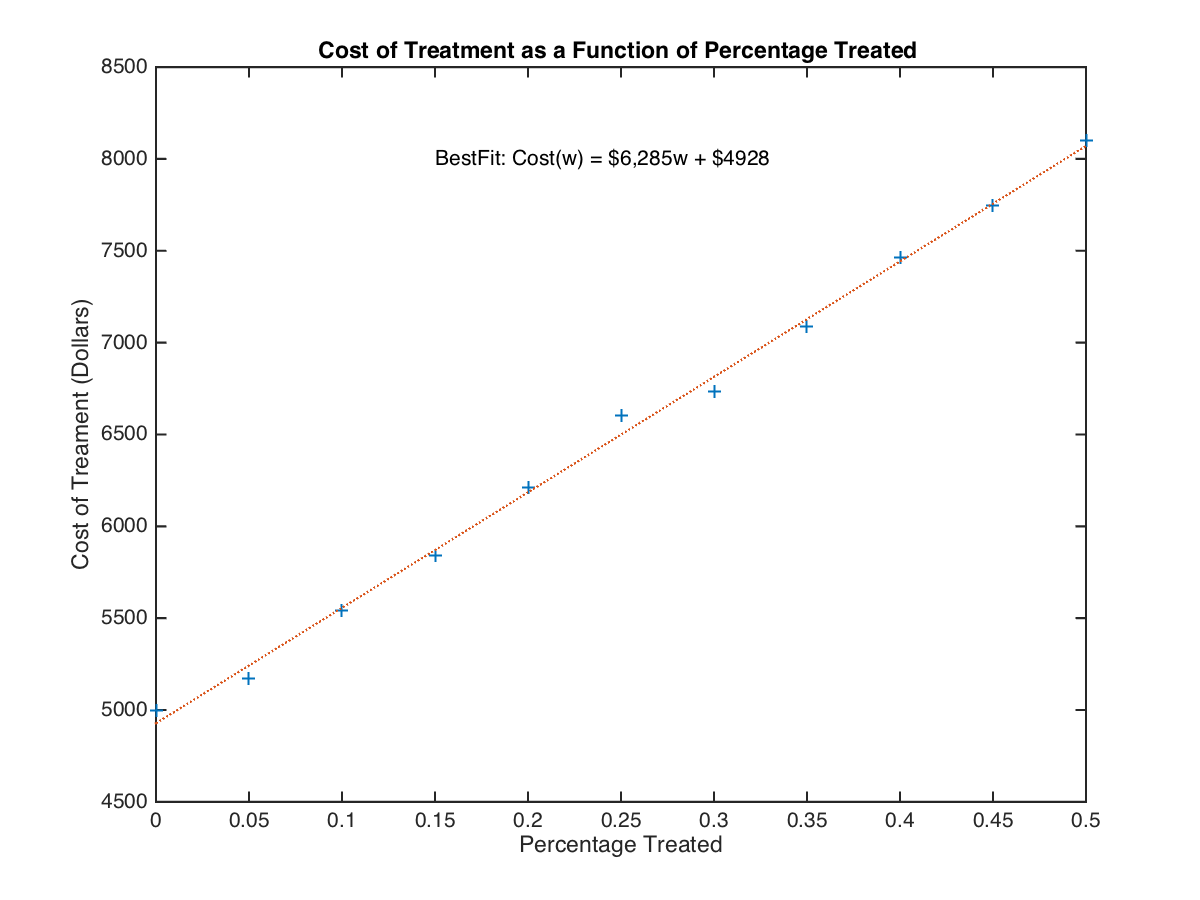 Cost of Treatment as a Function of Percentage Treated
8500
8000
7500
7000
6500
6000
5500
5000
4500
BestFit: Cost(w) = $6,285w + $4928
Cost of Treament (Dollars)
0 0.05 0.1 0.15 0.2 0.25 0.3 0.35 0.4 0.45 0.5
Percentage Treated